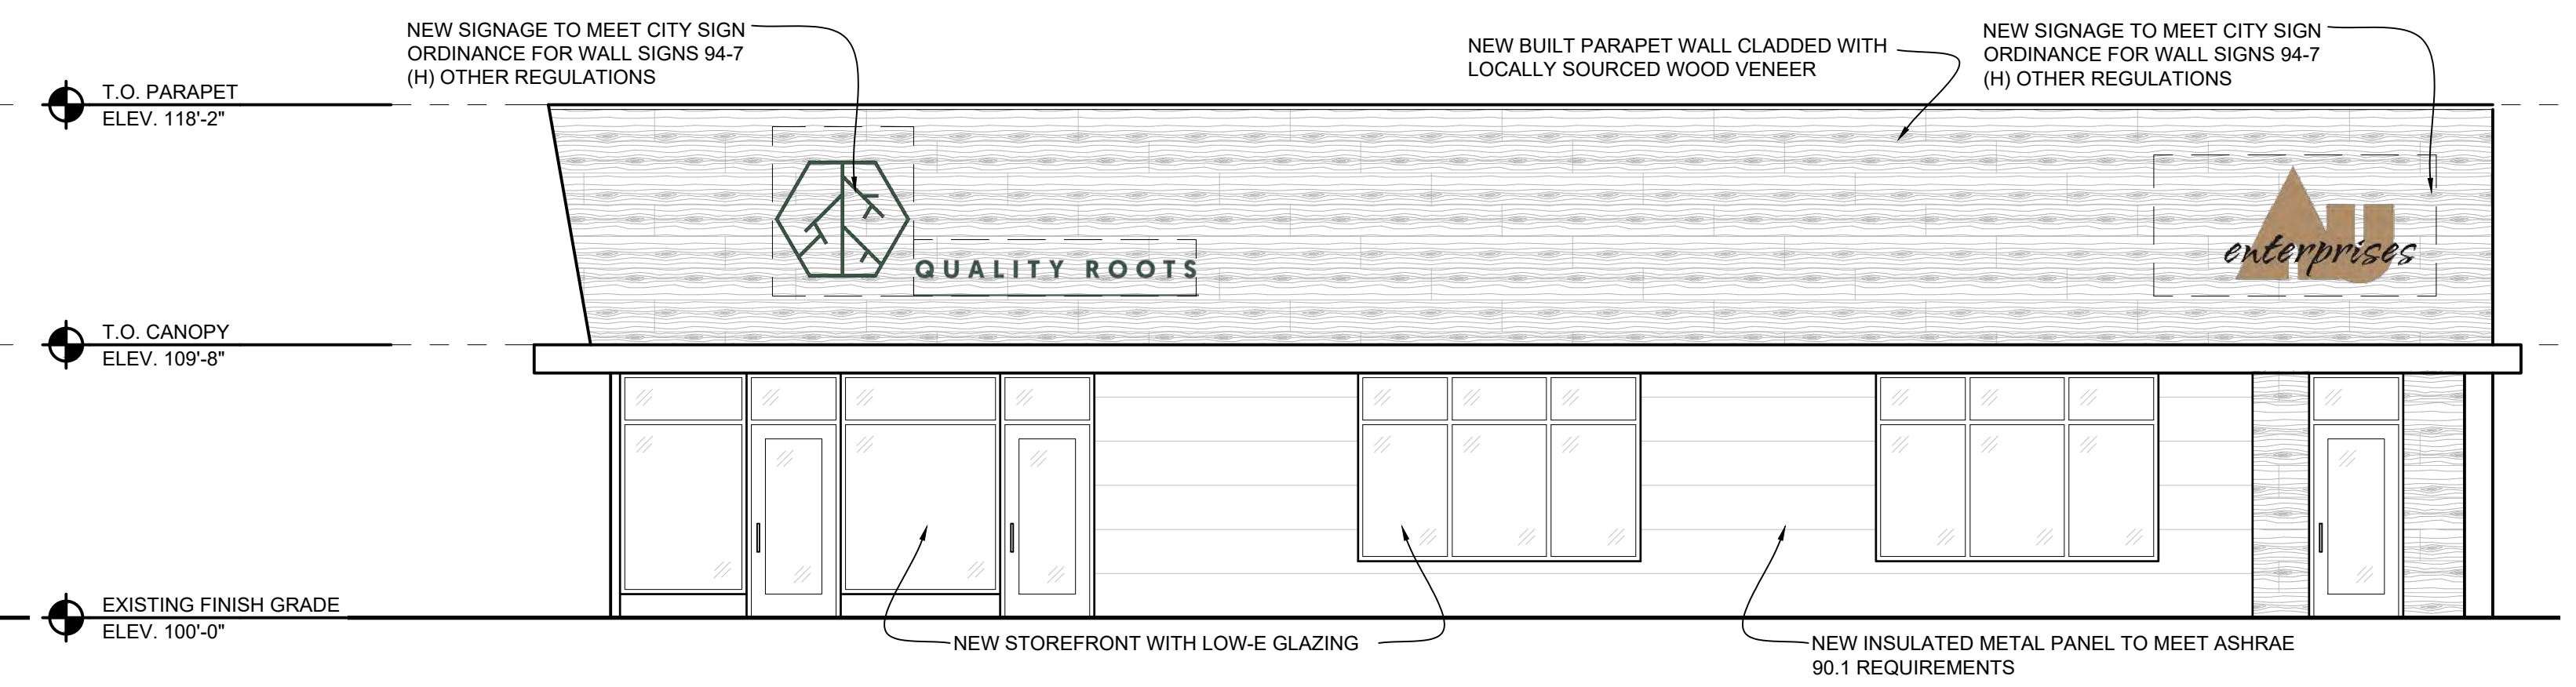 NEW SIGNAGE TO MEET CITY SIGN
ORDINANCE FOR WALL SIGNS 94-7
(H) OTHER REGULATIONS
NEW BUILT PARAPET WALL CLADDED WITH
LOCALLY SOURCED WOOD VENEER
NEW SIGNAGE TO MEET CITY SIGN
ORDINANCE FOR WALL SIGNS 94-7
(H) OTHER REGULATIONS
T.O. PARAPET
ELEV. 118'-2"
QUALITY ROOTS
AU
enterprises
T.O. CANOPY
ELEV. 109'-8"
EXISTING FINISH GRADE
ELEV. 100'-0"
NEW STOREFRONT WITH LOW-E GLAZING
NEW INSULATED METAL PANEL TO MEET ASHRAE
90.1 REQUIREMENTS